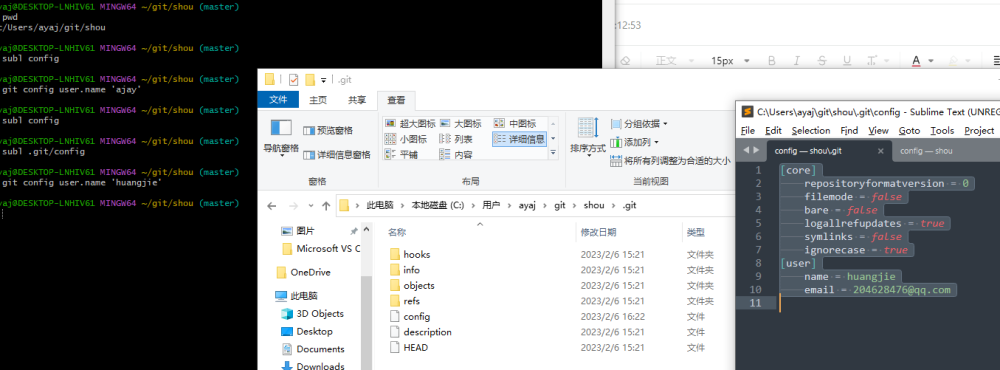 ayaj@DESKTOP-LNHIV61 MINGW64 ~/git/shou (master)
pwd
c/Users/ayaj/git/shou
ayaj@DESKTOP-LNHIV61 MINGW64 ~/git/shou (master)
subl config
ayaj@DESKTOP-LNHIV61 MINGW64 ~/git/shou (master)
git config user.name 'ajay'
ayaj@DESKTOP-LNHIV61 MINGW64 ~/git/shou (master)
subl config
ayaj@DESKTOP-LNHIV61 MINGW64 ~/git/shou (master)
subl .git/config
ayaj@DESKTOP-LNHIV61 MINGW64 ~/git/shou (master)
git config user.name 'huangjie'
ayaj@DESKTOP-LNHIV61 MINGW64 ~/git/shou (master)
:12:53
正文 15px B I S U T A
.git
文件 主页 共享 查看
导航窗格
预览窗格
详细信息窗格
窗格
超大图标 大图标 中图标
小图标 列表 详细信息
平铺 内容
布局
排序方式
分组依据
添加列
将所有列调整为合适的大小
当前视图
此电脑 本地磁盘 (C:) 用户 ayaj git shou .git
图片
Microsoft VS C
OneDrive
此电脑
3D Objects
Desktop
Documents
Downloads
名称 修改日期 类型
hooks 2023/2/6 15:21 文件夹
info 2023/2/6 15:21 文件夹
objects 2023/2/6 15:21 文件夹
refs 2023/2/6 15:21 文件夹
config 2023/2/6 16:22 文件
description 2023/2/6 15:21 文件
HEAD 2023/2/6 15:21 文件
C:\Users\ayaj\git\shou\.git\config - Sublime Text (UNREG
File Edit Selection Find View Goto Tools Project
config — shou\.git config — shou
1 [core]
2 repositoryformatversion = 0
3 filemode = false
4 bare = false
5 logallrefupdates = true
6 symlinks = false
7 ignorecase = true
8 [user]
9 name = huangjie
10 email = 204628476@qq.com
11